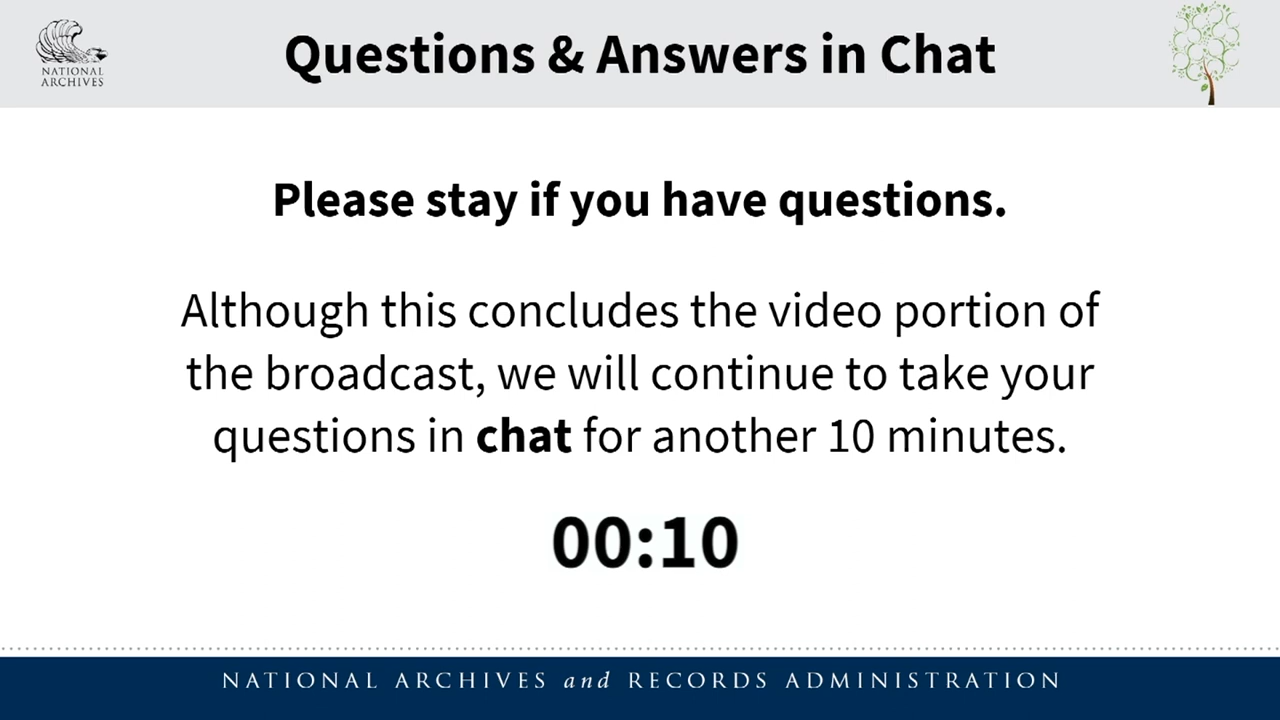 NATIONAL
ARCHIVES
Questions & Answers in Chat
Please stay if you have questions.
Although this concludes the video portion of
the broadcast, we will continue to take your
questions in chat for another 10 minutes.
00:10
NATIONAL ARCHIVES and RECORDS ADMINISTRATION